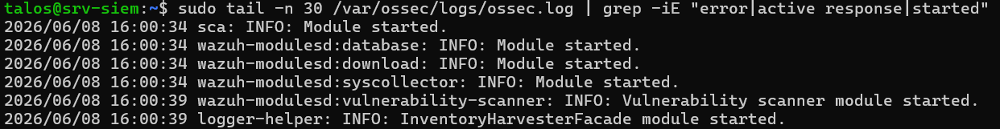 talos@srv-siem:~$ sudo tail -n 30 /var/ossec/logs/ossec.log | grep -iE "error|active response|started"
2026/06/08 16:00:34 sca: INFO: Module started.
2026/06/08 16:00:34 wazuh-modulesd:database: INFO: Module started.
2026/06/08 16:00:34 wazuh-modulesd:download: INFO: Module started.
2026/06/08 16:00:34 wazuh-modulesd:syscollector: INFO: Module started.
2026/06/08 16:00:39 wazuh-modulesd:vulnerability-scanner: INFO: Vulnerability scanner module started.
2026/06/08 16:00:39 logger-helper: INFO: InventoryHarvesterFacade module started.